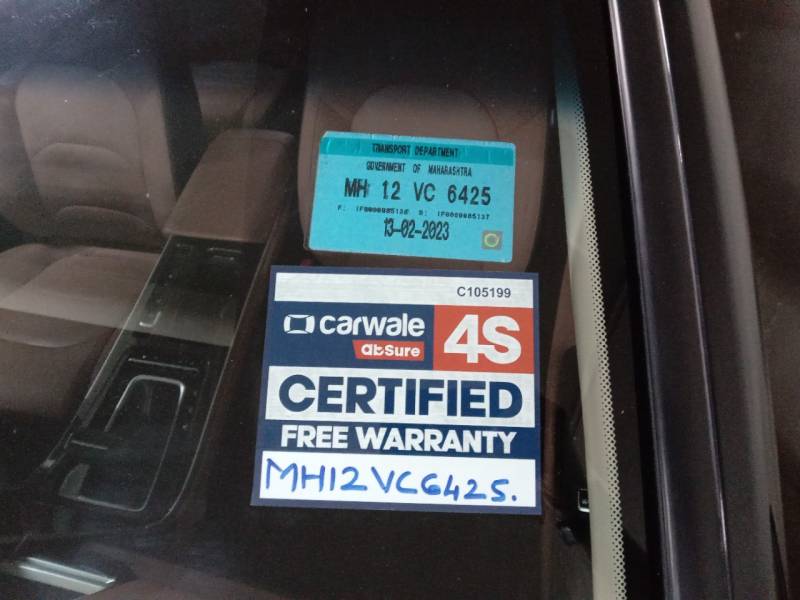 TRANSPORT DEPARTMENT
GOVERNMENT OF MAHARASHTRA
MH 12 VC 6425
13-02-2023
C105199
carwale
abSure
4S
CERTIFIED
FREE WARRANTY
MH12VC6425.